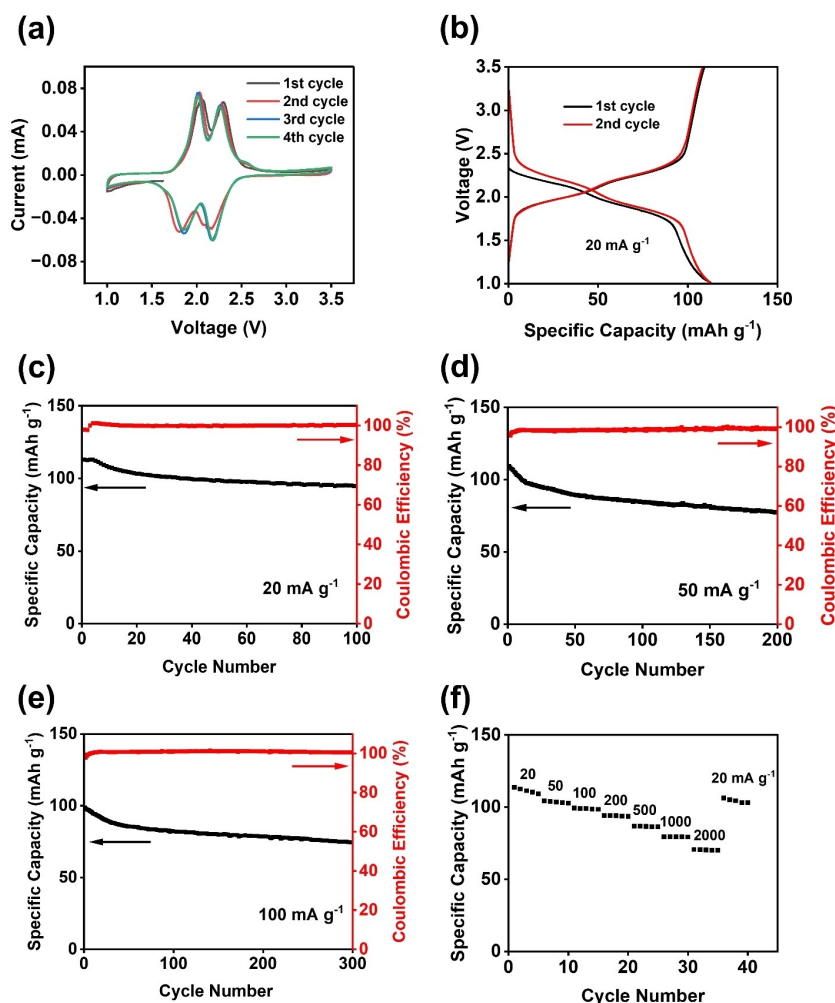 (a)
Current (mA)
0.08
0.04
0.00
−0.04
−0.08
1st cycle
2nd cycle
3rd cycle
4th cycle
1.0 1.5 2.0 2.5 3.0 3.5
Voltage (V)
(b)
Voltage (V)
3.5
3.0
2.5
2.0
1.5
1.0
1st cycle
2nd cycle
20 mA g⁻¹
0 50 100 150
Specific Capacity (mAh g⁻¹)
(c)
Specific Capacity (mAh g⁻¹)
150
100
50
0
20 mA g⁻¹
0 20 40 60 80 100
Cycle Number
100
80
60
40
20
0
Coulombic Efficiency (%)
(d)
Specific Capacity (mAh g⁻¹)
150
100
50
0
50 mA g⁻¹
0 50 100 150 200
Cycle Number
100
80
60
40
20
0
Coulombic Efficiency (%)
(e)
Specific Capacity (mAh g⁻¹)
150
100
50
0
100 mA g⁻¹
0 100 200 300
Cycle Number
100
80
60
40
20
0
Coulombic Efficiency (%)
(f)
Specific Capacity (mAh g⁻¹)
150
100
50
0
20 50 100 200 500 1000 2000
20 mA g⁻¹
0 10 20 30 40
Cycle Number